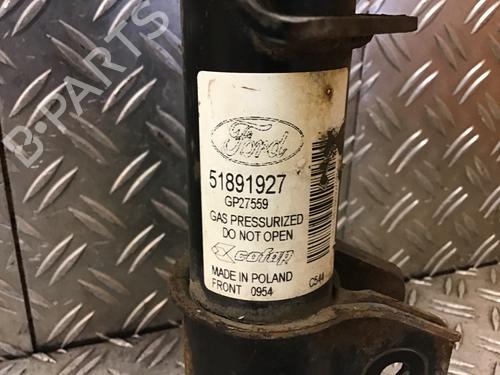 B-PARTS
Ford
51891927
GP27559
GAS PRESSURIZED
DO NOT OPEN
cofap
MADE IN POLAND
FRONT 0954
C544